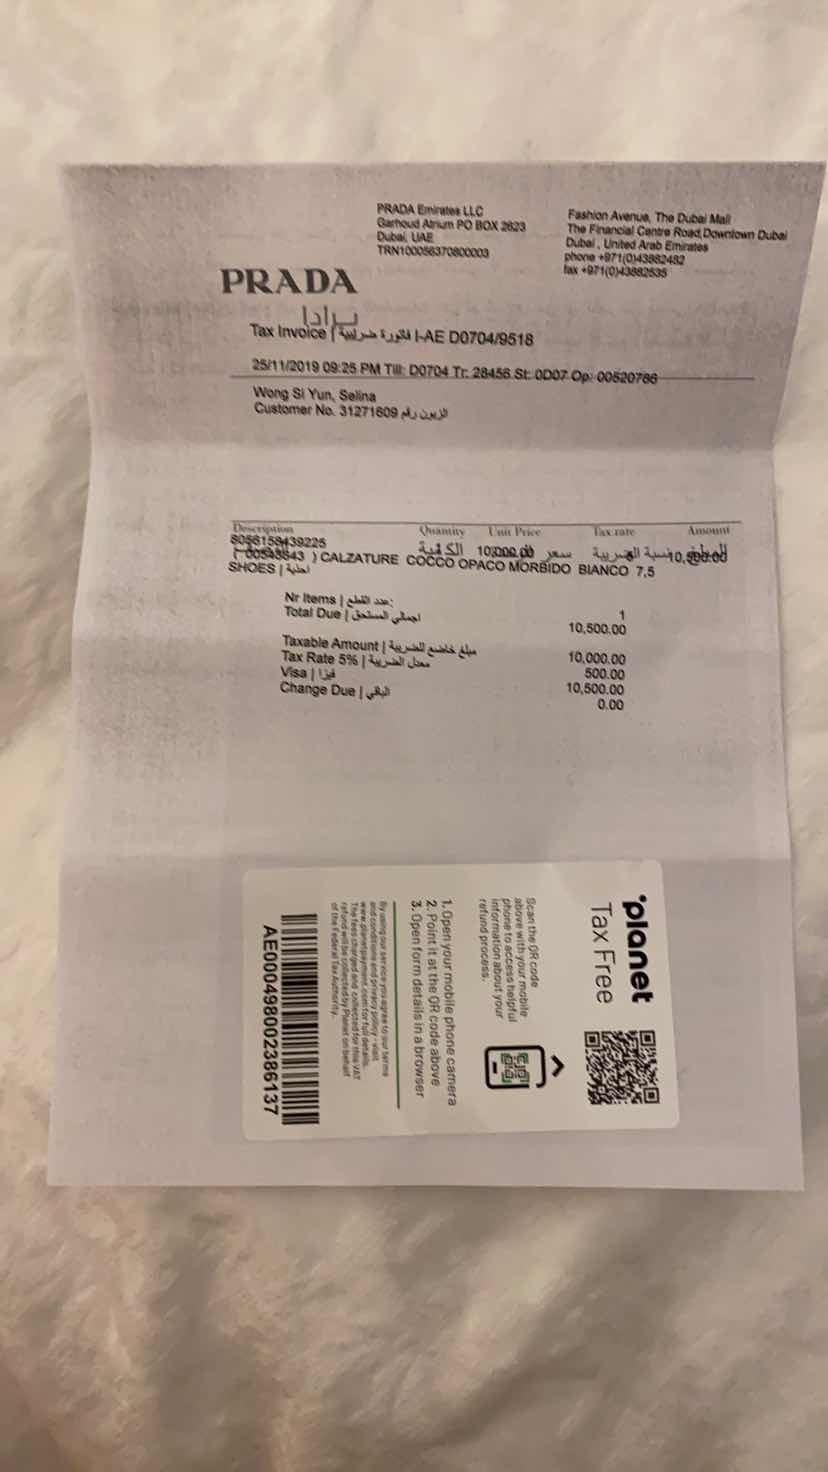 PRADA Emirates LLC
Garhoud Atrium PO BOX 2623
Dubai, UAE
TRN100056370800003
Fashion Avenue, The Dubai Mall
The Financial Centre Road,Downtown Dubai
Dubai , United Arab Emirates
phone +971(0)43882482
fax +971(0)43882535
PRADA
برادا
Tax Invoice | فاتورة ضريبية I-AE D0704/9518
25/11/2019 09:25 PM Till: D0704 Tr: 28456 St: 0D07 Op: 00520786
Wong Si Yun, Selina
Customer No. 31271609 الزبون رقم
Description Quantity Unit Price Tax rate Amount
8056158439225
الكمية 10,000.00 سعر نسبة الضريبة 10,500.00
( ) CALZATURE COCCO OPACO MORBIDO BIANCO 7,5
SHOES | احذية
Nr Items | عدد القطع: 1
Total Due | اجمالي المستحق 10,500.00
Taxable Amount | مبلغ خاضع للضريبة 10,000.00
Tax Rate 5% | معدل الضريبة 500.00
Visa | فيزا 10,500.00
Change Due | الباقي 0.00
planet
Tax Free
Scan the QR code
above with your mobile
phone to access helpful
information about your
refund process.
1. Open your mobile phone camera
2. Point it at the QR code above
3. Open form details in a browser
By using our service you agree to our terms
and conditions and privacy policy - visit
www.planetpayment.com for full details.
The fees charged and collected for this VAT
refund will be collected by Planet on behalf
of the Federal Tax Authority.
AE000498002386137